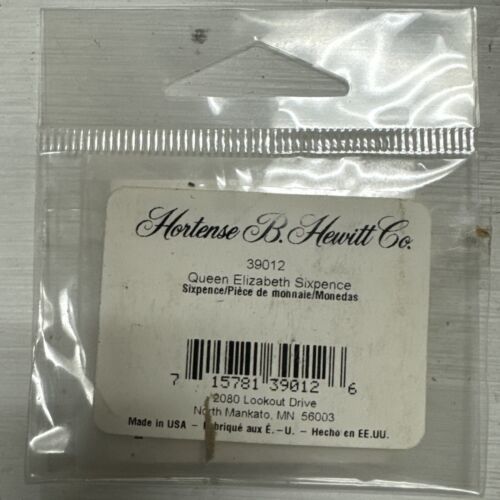 Hortense B. Hewitt Co.
39012
Queen Elizabeth Sixpence
Sixpence/Pièce de monnaie/Monedas
7 15781 39012 6
2080 Lookout Drive
North Mankato, MN 56003
Made in USA – Fabriqué aux É.–U. – Hecho en EE.UU.